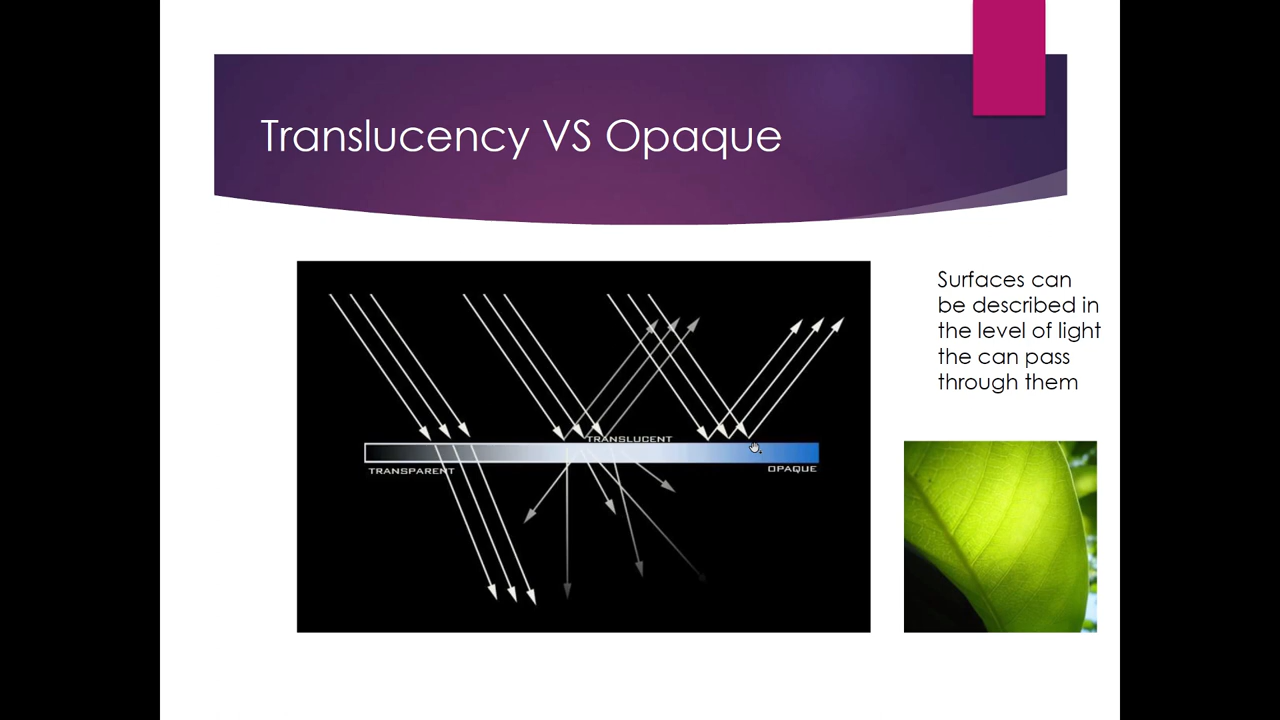 Translucency VS Opaque
Surfaces can
be described in
the level of light
the can pass
through them
TRANSLUCENT
TRANSPARENT
OPAQUE